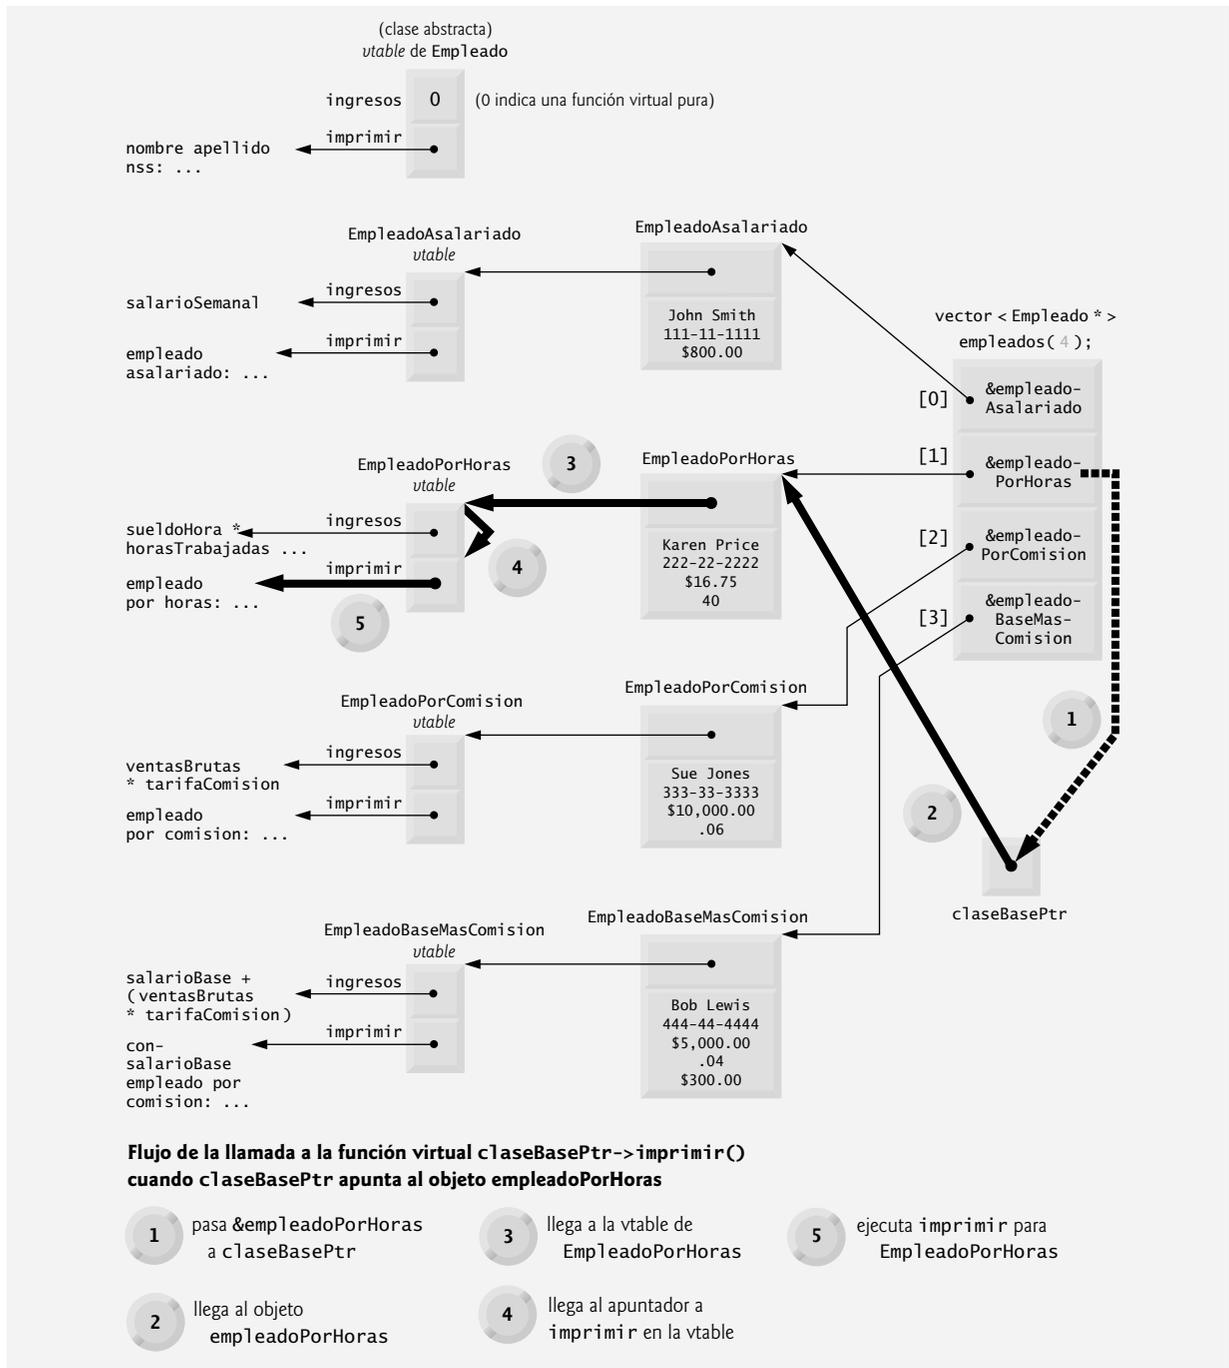 (clase abstracta)
vtable de Empleado
ingresos 0 (0 indica una función virtual pura)
imprimir
nombre apellido
nss: ...
EmpleadoAsalariado
vtable
ingresos
salarioSemanal
imprimir
empleado
asalariado: ...
EmpleadoAsalariado
John Smith
111-11-1111
$800.00
vector < Empleado * >
empleados( 4 );
[0] &empleado-
Asalariado
[1] &empleado-
PorHoras
[2] &empleado-
PorComision
[3] &empleado-
BaseMas-
Comision
EmpleadoPorHoras
vtable
3
ingresos
sueldoHora *
horasTrabajadas ...
imprimir
empleado
por horas: ...
4
5
EmpleadoPorHoras
Karen Price
222-22-2222
$16.75
40
1
2
claseBasePtr
EmpleadoPorComision
vtable
ingresos
ventasBrutas
* tarifaComision
imprimir
empleado
por comision: ...
EmpleadoPorComision
Sue Jones
333-33-3333
$10,000.00
.06
EmpleadoBaseMasComision
vtable
ingresos
salarioBase +
(ventasBrutas
* tarifaComision)
imprimir
con-
salarioBase
empleado por
comision: ...
EmpleadoBaseMasComision
Bob Lewis
444-44-4444
$5,000.00
.04
$300.00
Flujo de la llamada a la función virtual claseBasePtr->imprimir()
cuando claseBasePtr apunta al objeto empleadoPorHoras
1 pasa &empleadoPorHoras
a claseBasePtr
2 llega al objeto
empleadoPorHoras
3 llega a la vtable de
EmpleadoPorHoras
4 llega al apuntador a
imprimir en la vtable
5 ejecuta imprimir para
EmpleadoPorHoras